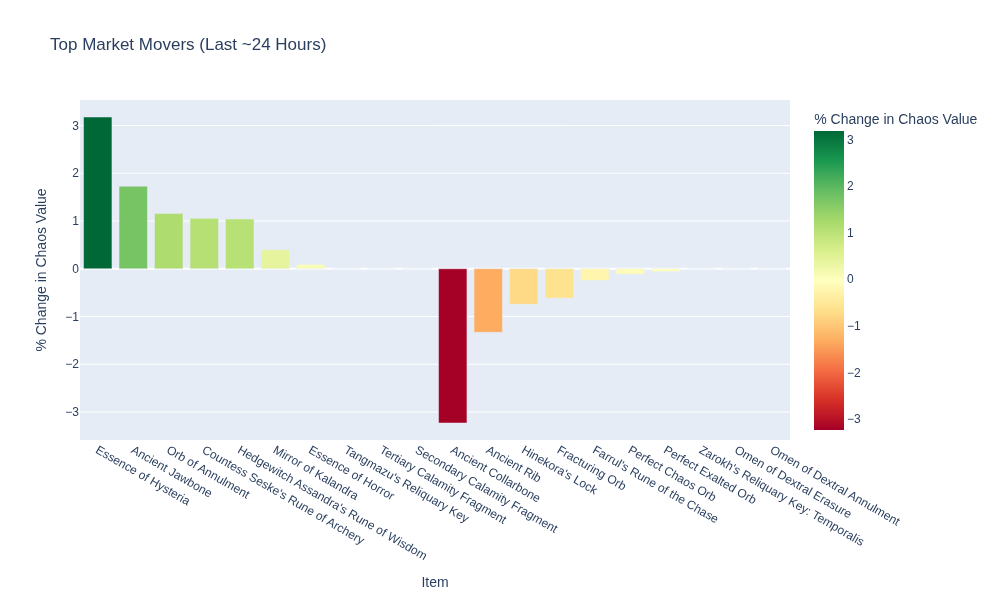 Top Market Movers (Last ~24 Hours)
% Change in Chaos Value
3
2
1
0
−1
−2
−3
% Change in Chaos Value
3
2
1
0
−1
−2
−3
Essence of Hysteria
Ancient Jawbone
Orb of Annulment
Countess Seske's Rune of Archery
Hedgewitch Assandra's Rune of Wisdom
Mirror of Kalandra
Essence of Horror
Tangmazu's Reliquary Key
Tertiary Calamity Fragment
Secondary Calamity Fragment
Ancient Collarbone
Ancient Rib
Hinekora's Lock
Fracturing Orb
Farrul's Rune of the Chase
Perfect Chaos Orb
Perfect Exalted Orb
Zarokh's Reliquary Key: Temporalis
Omen of Dextral Erasure
Omen of Dextral Annulment
Item